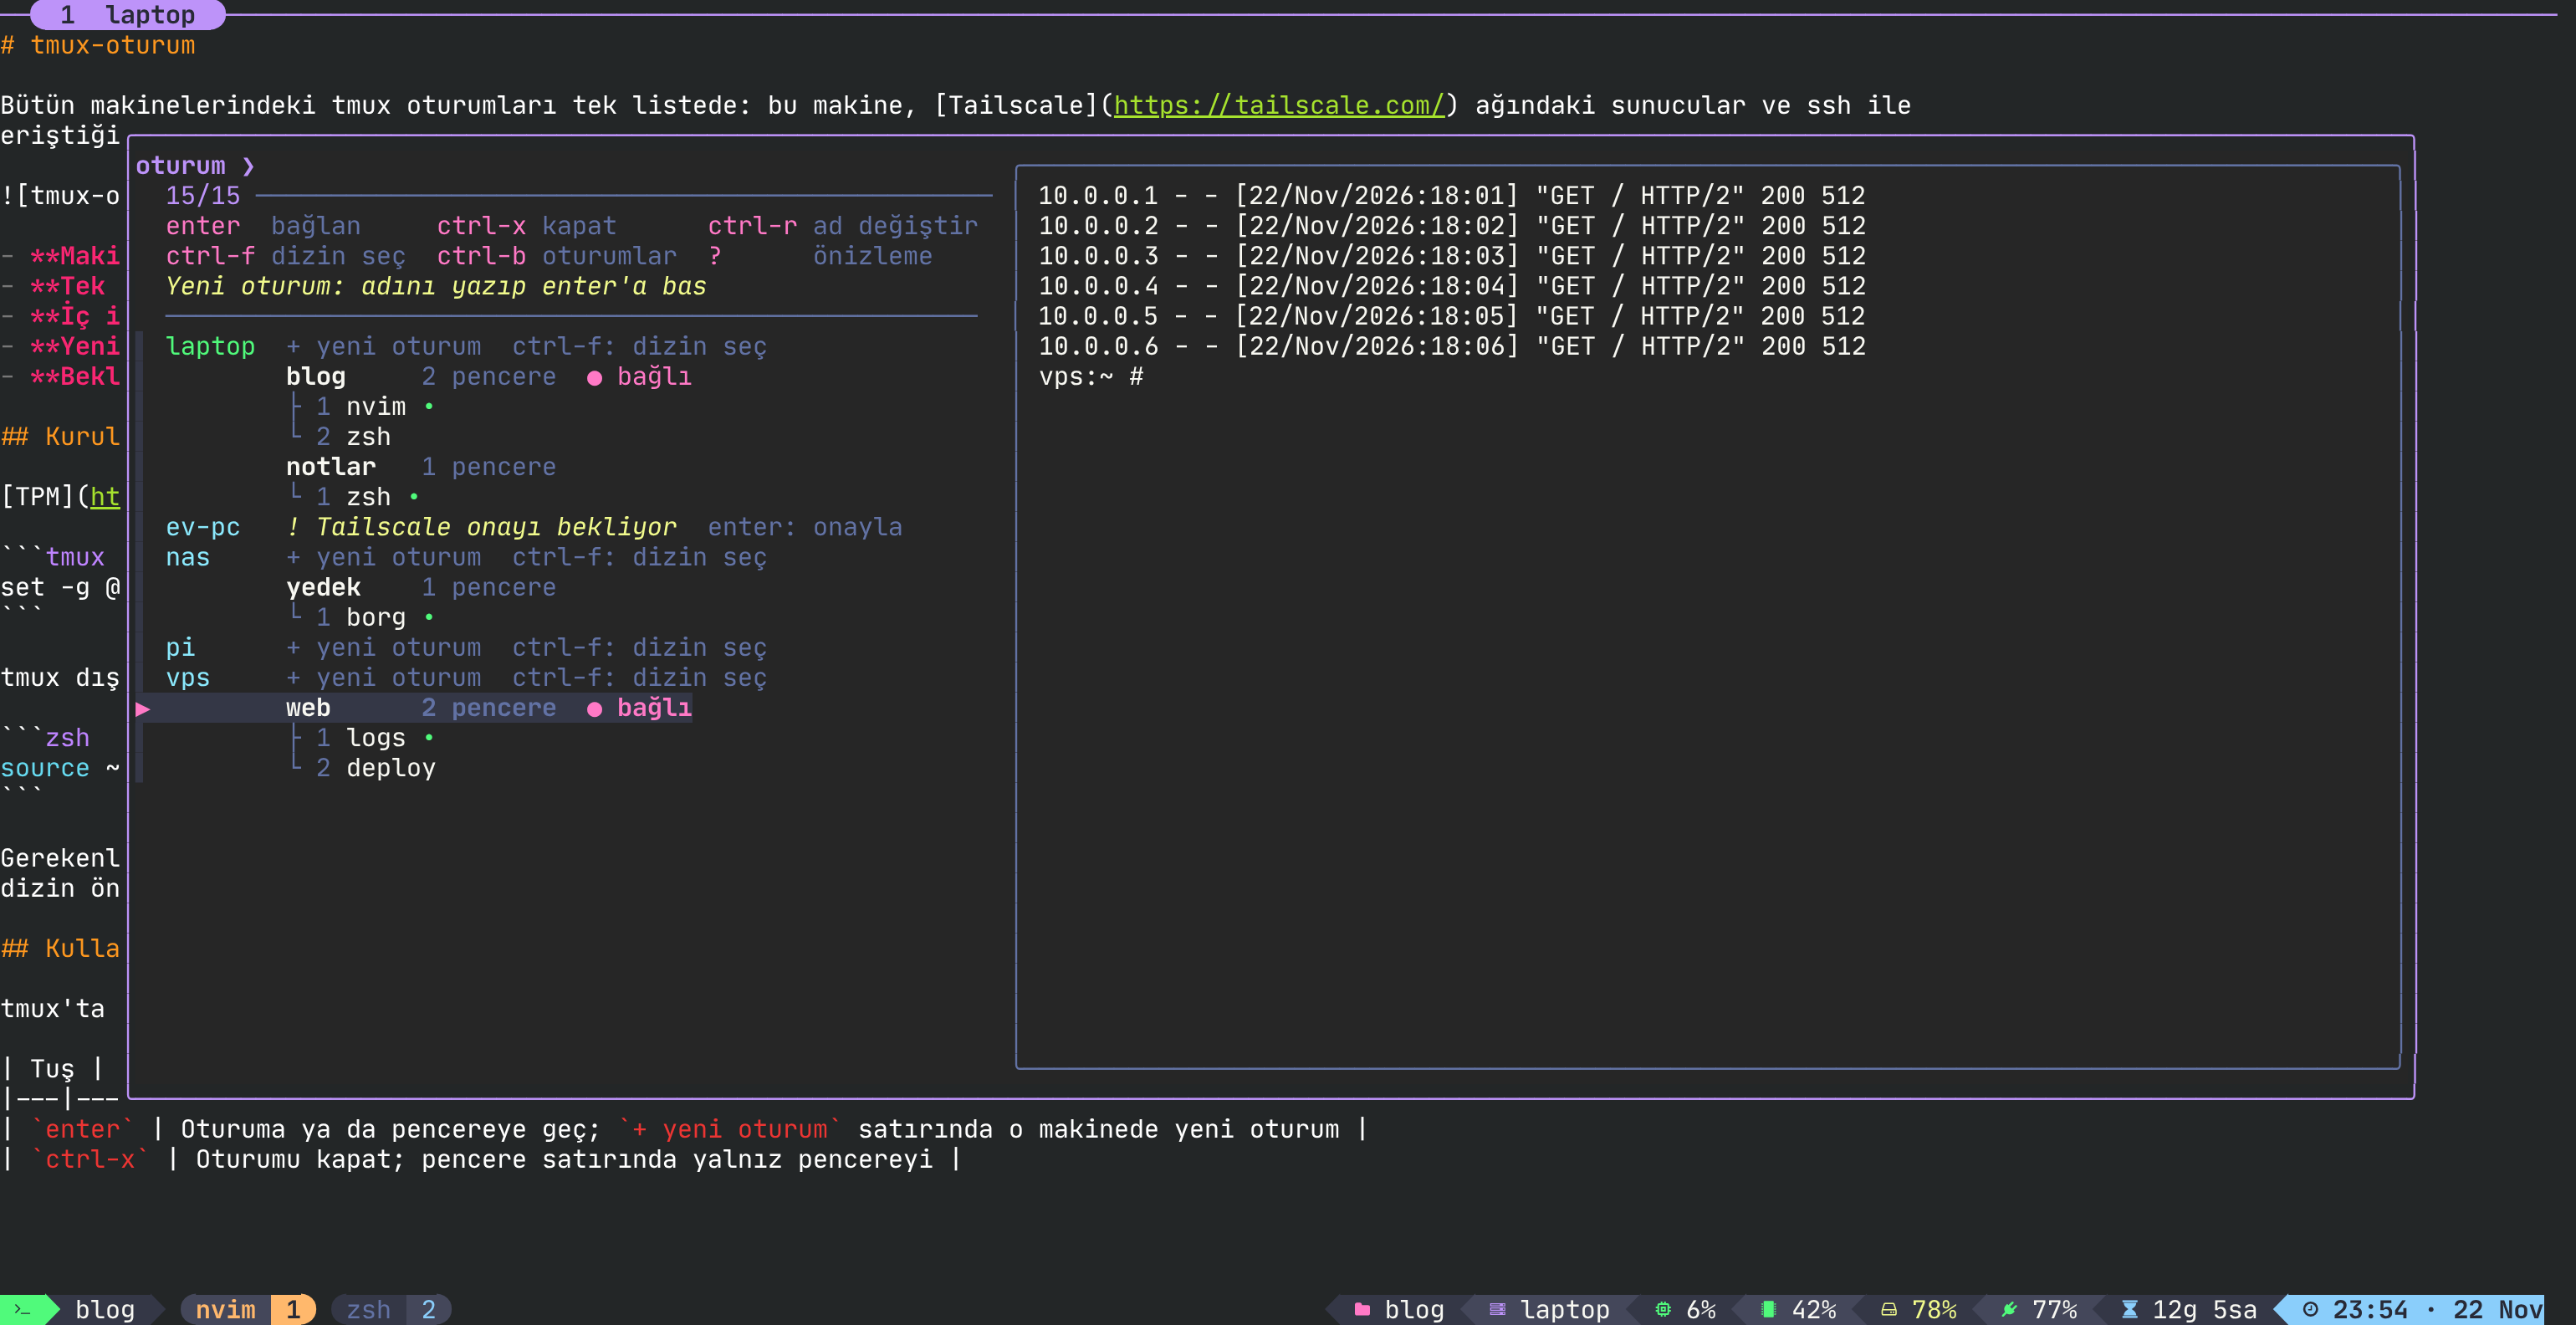 1 laptop
# tmux-oturum
Bütün makinelerindeki tmux oturumları tek listede: bu makine, [Tailscale](https://tailscale.com/) ağındaki sunucular ve ssh ile
eriştiği
![tmux-o
- **Maki
- **Tek
- **İç i
- **Yeni
- **Bekl
## Kurul
[TPM](ht
```tmux
set -g @
```
tmux dış
```zsh
source ~
```
Gerekenl
dizin ön
## Kulla
tmux'ta
| Tuş |
|---|---
oturum ❯
15/15
enter bağlan ctrl-x kapat ctrl-r ad değiştir
ctrl-f dizin seç ctrl-b oturumlar ? önizleme
Yeni oturum: adını yazıp enter'a bas
laptop + yeni oturum ctrl-f: dizin seç
blog 2 pencere ● bağlı
├ 1 nvim •
└ 2 zsh
notlar 1 pencere
└ 1 zsh •
ev-pc ! Tailscale onayı bekliyor enter: onayla
nas + yeni oturum ctrl-f: dizin seç
yedek 1 pencere
└ 1 borg •
pi + yeni oturum ctrl-f: dizin seç
vps + yeni oturum ctrl-f: dizin seç
▶ web 2 pencere ● bağlı
├ 1 logs •
└ 2 deploy
10.0.0.1 - - [22/Nov/2026:18:01] "GET / HTTP/2" 200 512
10.0.0.2 - - [22/Nov/2026:18:02] "GET / HTTP/2" 200 512
10.0.0.3 - - [22/Nov/2026:18:03] "GET / HTTP/2" 200 512
10.0.0.4 - - [22/Nov/2026:18:04] "GET / HTTP/2" 200 512
10.0.0.5 - - [22/Nov/2026:18:05] "GET / HTTP/2" 200 512
10.0.0.6 - - [22/Nov/2026:18:06] "GET / HTTP/2" 200 512
vps:~ #
| `enter` | Oturuma ya da pencereye geç; `+ yeni oturum` satırında o makinede yeni oturum |
| `ctrl-x` | Oturumu kapat; pencere satırında yalnız pencereyi |
blog nvim 1 zsh 2 blog laptop 6% 42% 78% 77% 12g 5sa 23:54 · 22 Nov